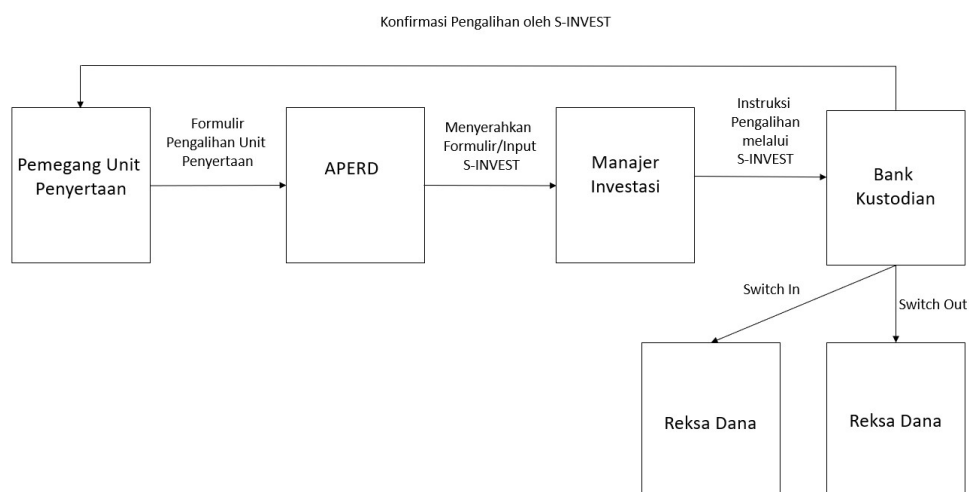 Konfirmasi Pengalihan oleh S-INVEST
Pemegang Unit
Penyertaan
Formulir
Pengalihan Unit
Penyertaan
APERD
Menyerahkan
Formulir/Input
S-INVEST
Manajer
Investasi
Instruksi
Pengalihan
melalui
S-INVEST
Bank
Kustodian
Switch In
Switch Out
Reksa Dana
Reksa Dana